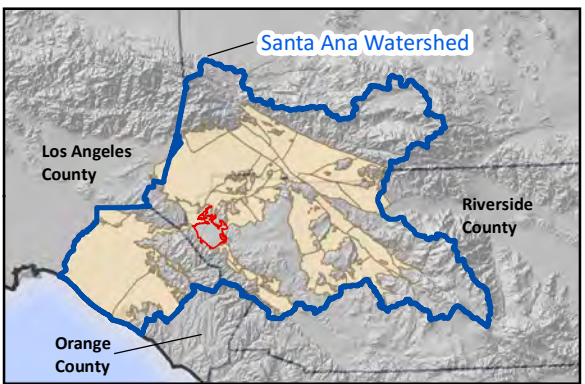 Santa Ana Watershed
Los Angeles
County
Riverside
County
Orange
County